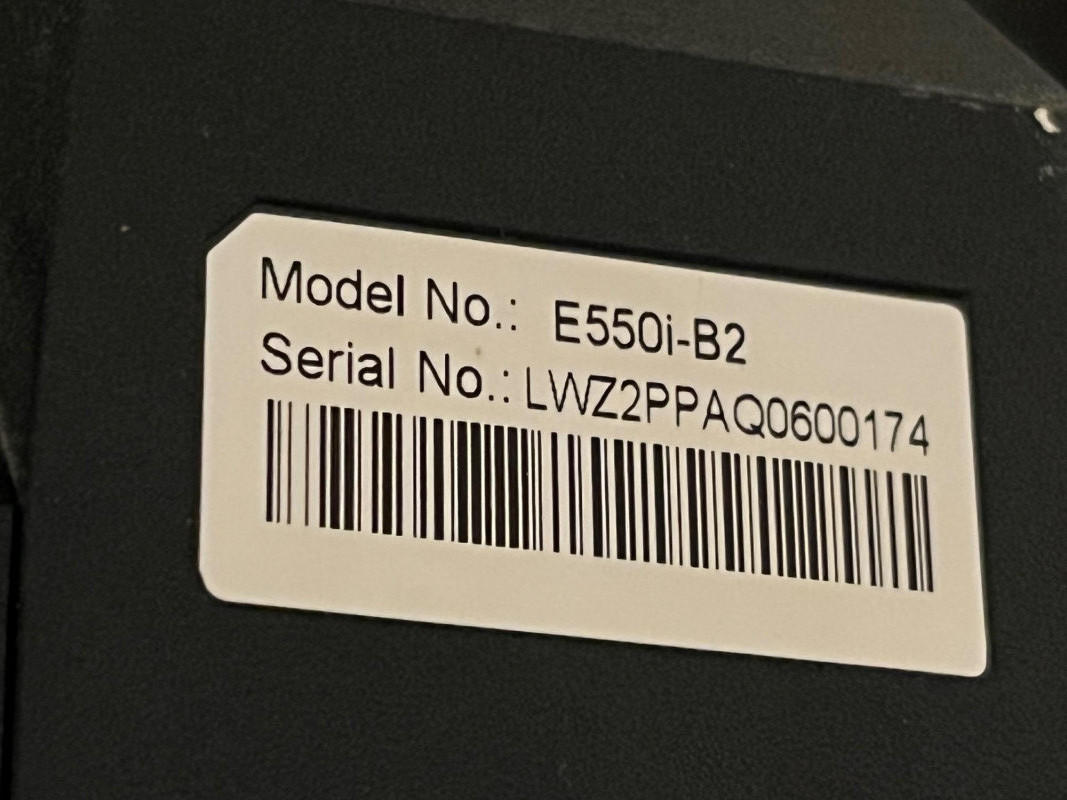 Model No.: E550i-B2
Serial No.: LWZ2PPAQ0600174